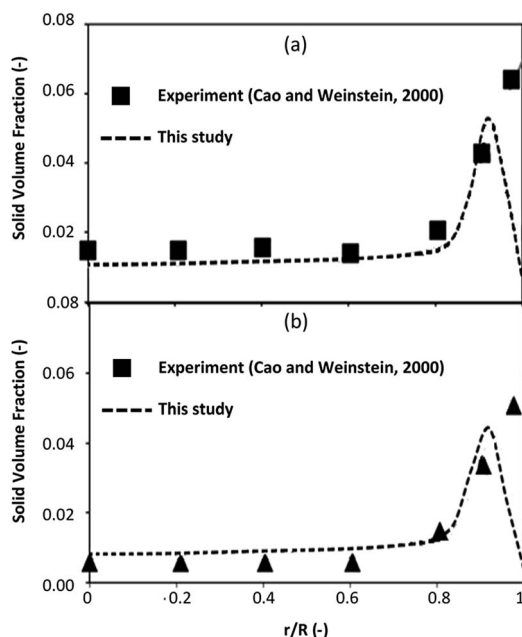 0.08
(a)
Experiment (Cao and Weinstein, 2000)
This study
0.06
0.04
0.02
Solid Volume Fraction (-)
0.08
(b)
Experiment (Cao and Weinstein, 2000)
This study
0.06
0.04
0.02
0.00
Solid Volume Fraction (-)
0 0.2 0.4 0.6 0.8 1
r/R (-)